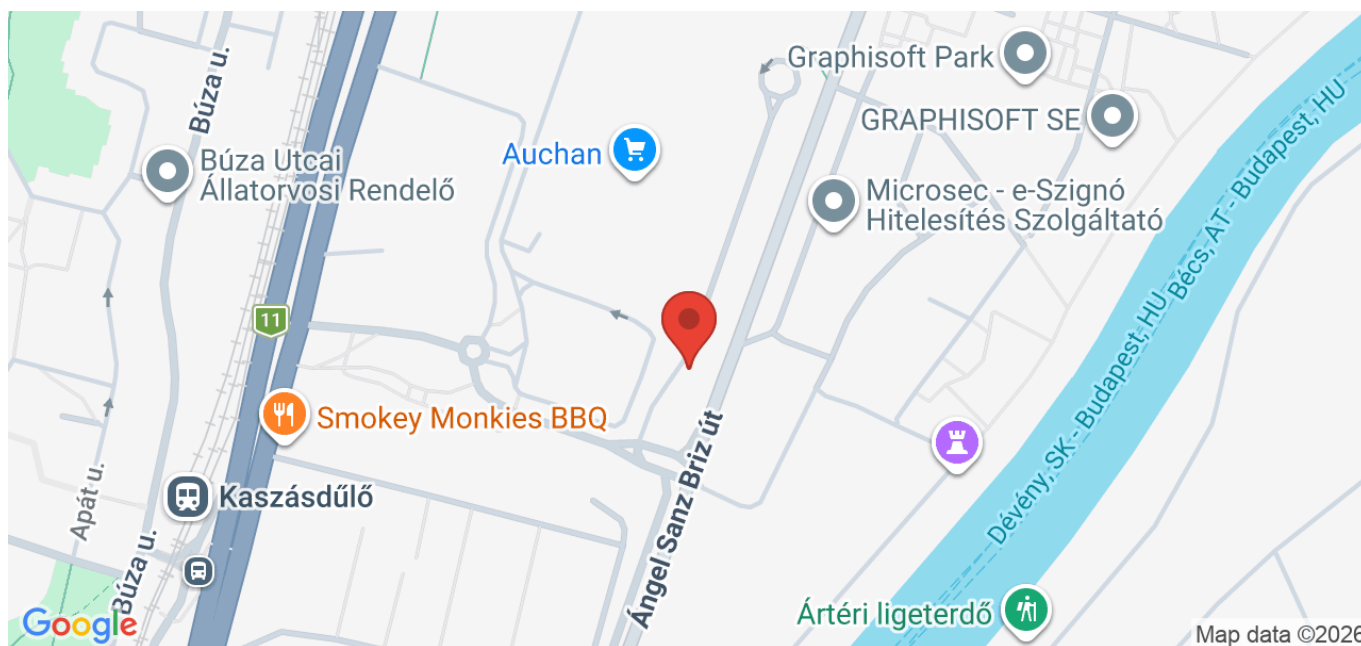 Búza u.
Graphisoft Park
GRAPHISOFT SE
Auchan
Búza Utcai
Állatorvosi Rendelő
Microsec - e-Szignó
Hitelesítés Szolgáltató
Bécs, AT - Budapest, HU
11
Smokey Monkies BBQ
Ángel Sanz Briz út
Dévény, SK - Budapest, HU
Kaszásdűlő
Apát u.
Búza u.
Ártéri ligeterdő
Google
Map data ©2026